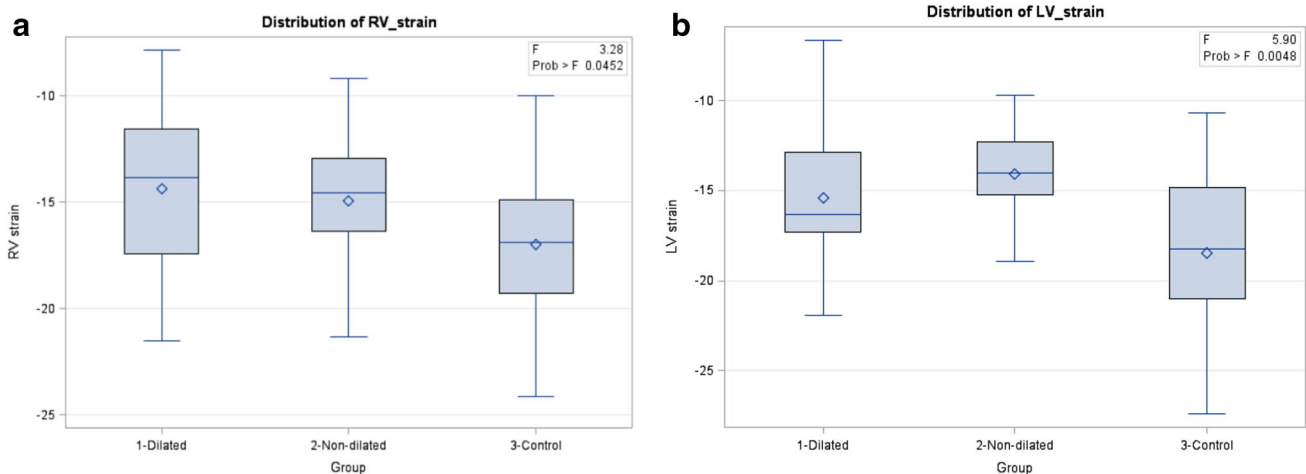 a
Distribution of RV_strain
F 3.28
Prob > F 0.0452
RV strain
-10
-15
-20
-25
1-Dilated 2-Non-dilated 3-Control
Group
b
Distribution of LV_strain
F 5.90
Prob > F 0.0048
LV strain
-10
-15
-20
-25
1-Dilated 2-Non-dilated 3-Control
Group